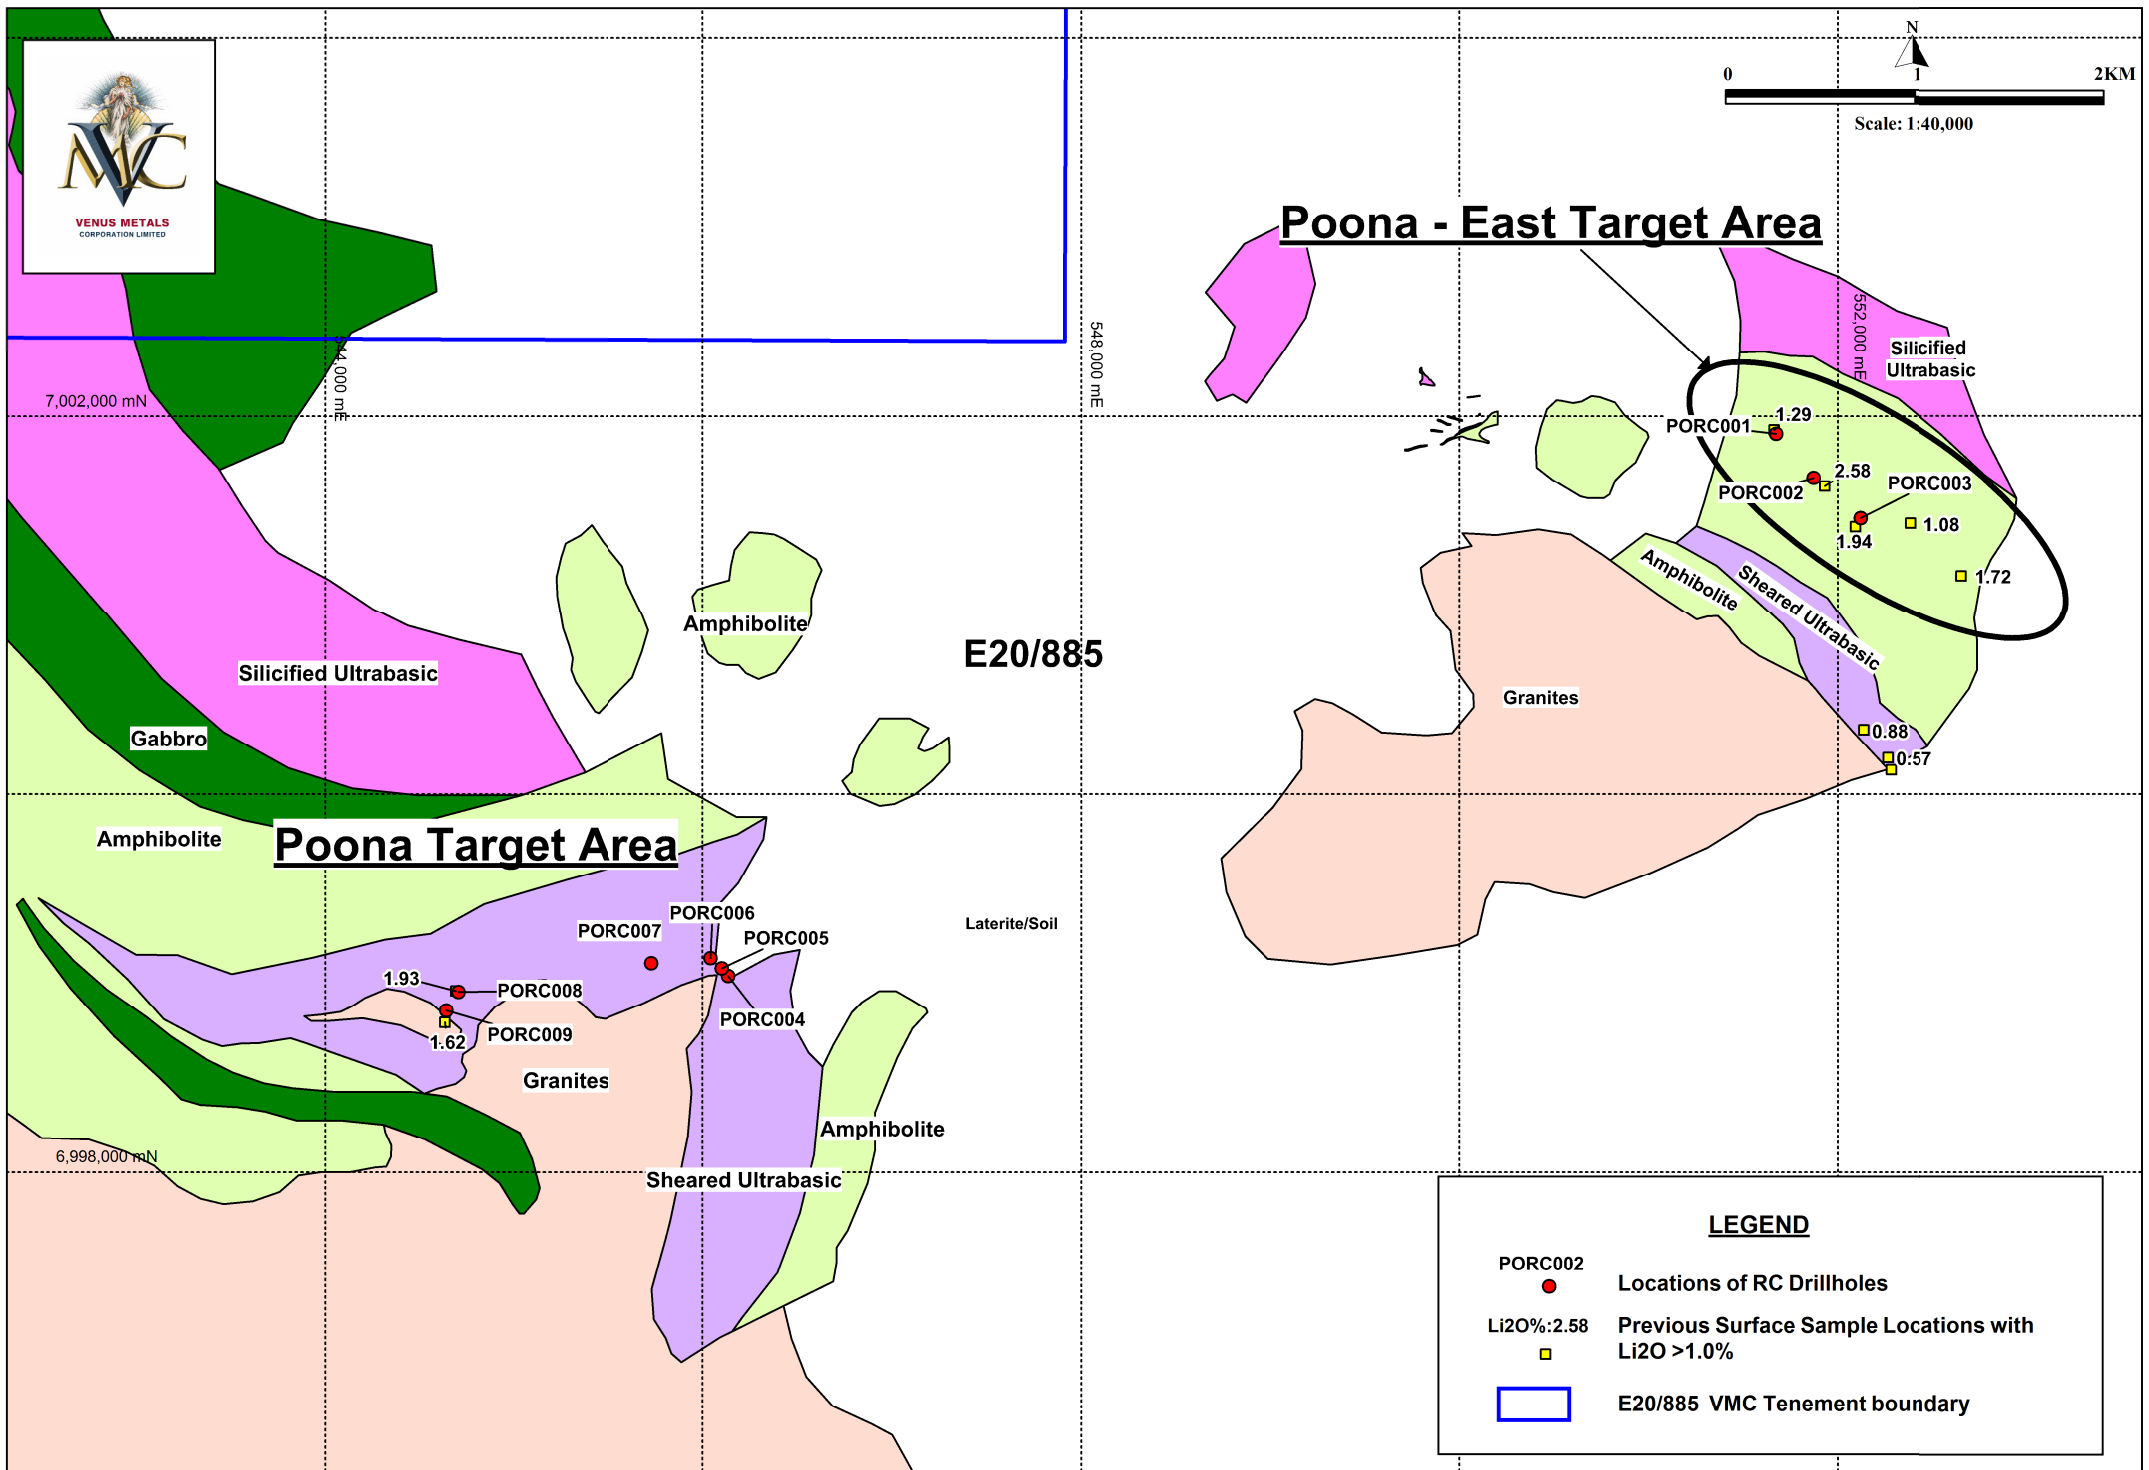 N
0 1 2KM
Scale: 1:40,000
VMC
VENUS METALS
CORPORATION LIMITED
Poona - East Target Area
552,000 mE
548,000 mE
544,000 mE
Silicified
Ultrabasic
7,002,000 mN
1.29
PORC001
2.58
PORC002
PORC003
1.08
1.94
1.72
Amphibolite
Sheared Ultrabasic
Amphibolite
E20/885
Silicified Ultrabasic
Granites
Gabbro
0.88
0.57
Amphibolite
Poona Target Area
PORC006
PORC007
PORC005
Laterite/Soil
1.93
PORC008
PORC004
PORC009
1.62
Granites
Amphibolite
6,998,000 mN
Sheared Ultrabasic
LEGEND
PORC002
Locations of RC Drillholes
Li2O%:2.58 Previous Surface Sample Locations with
Li2O >1.0%
E20/885 VMC Tenement boundary